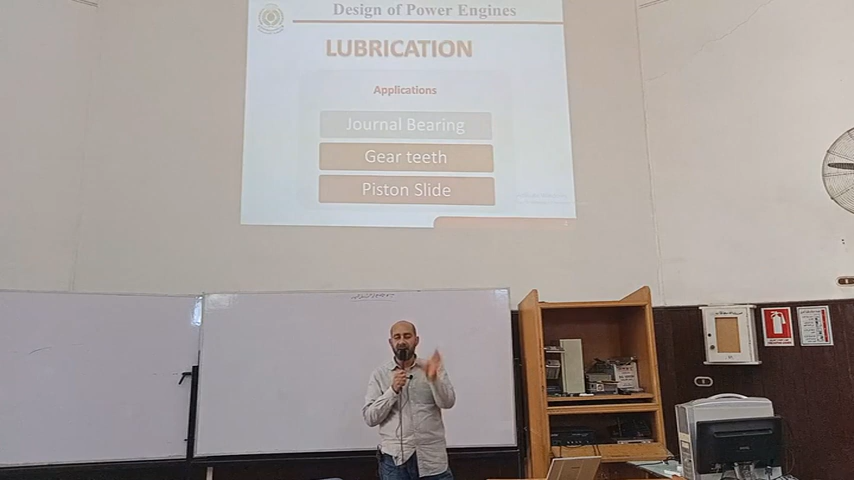 Design of Power Engines
LUBRICATION
Applications
Journal Bearing
Gear teeth
Piston Slide